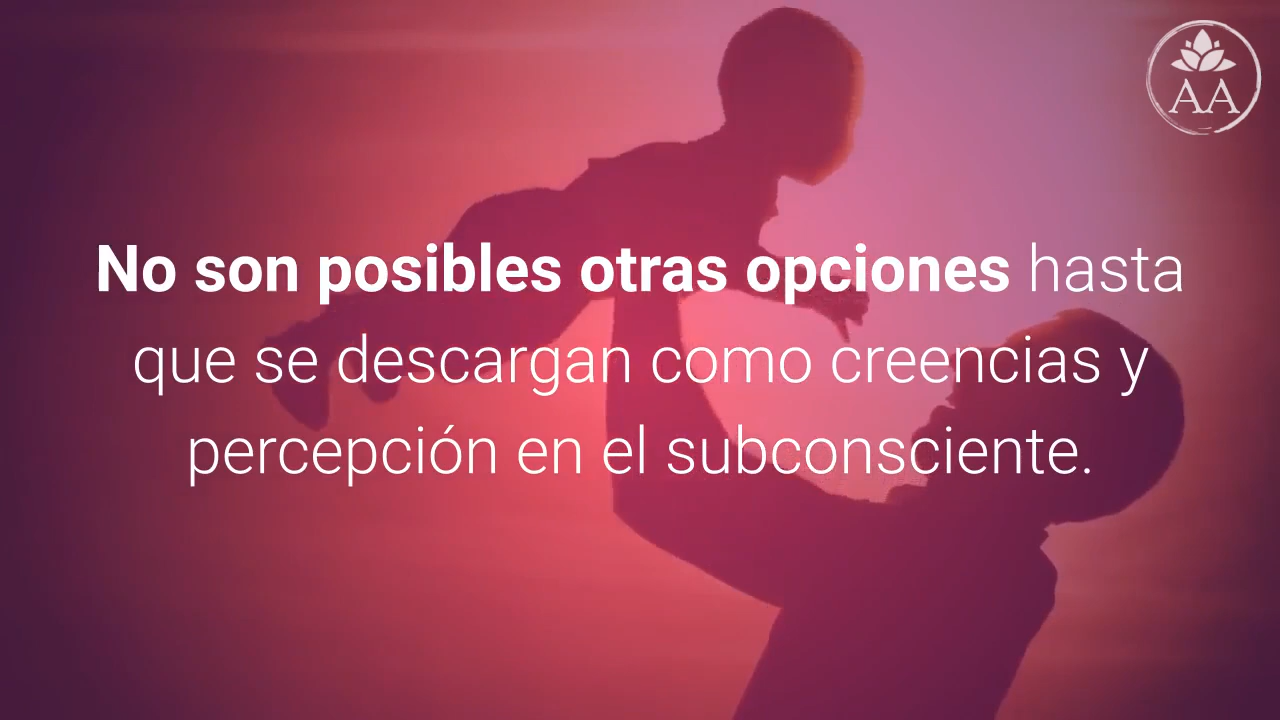 AA
No son posibles otras opciones hasta
que se descargan como creencias y
percepción en el subconsciente.